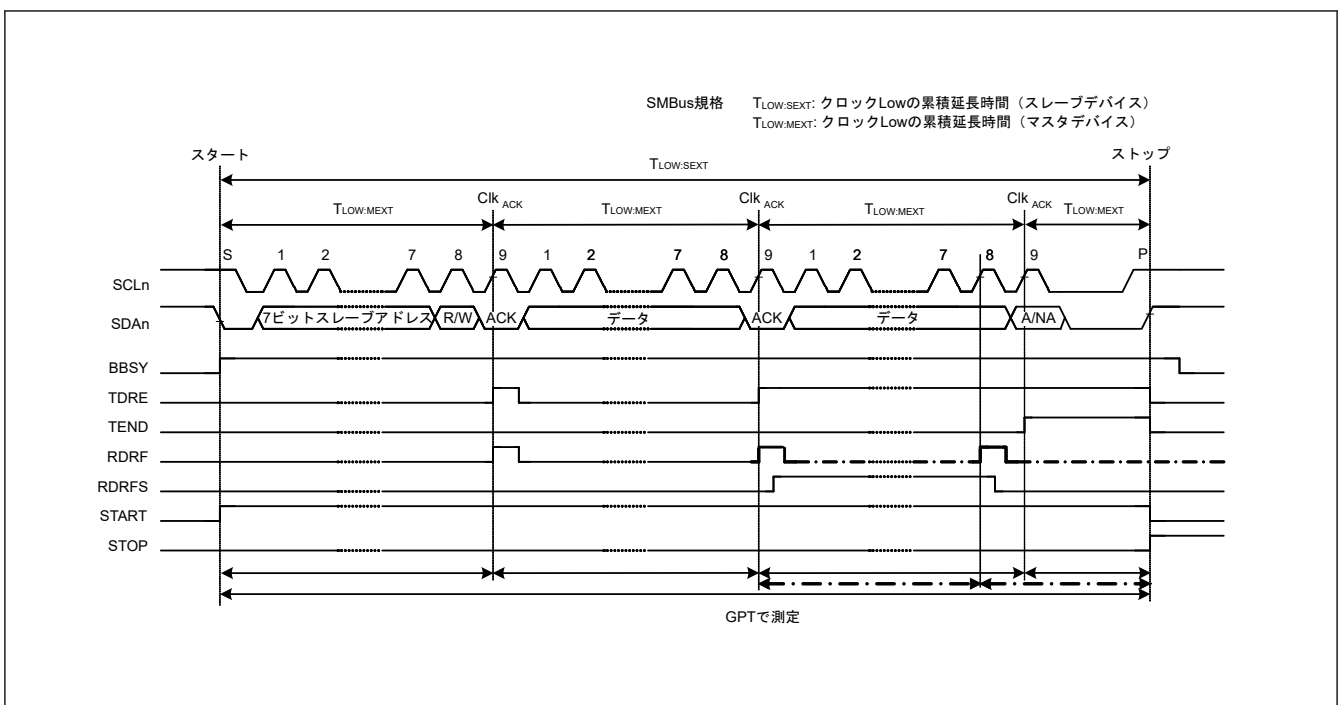 SMBus規格 TLOW:SEXT: クロックLowの累積延長時間（スレーブデバイス）
TLOW:MEXT: クロックLowの累積延長時間（マスタデバイス）
スタート ストップ
TLOW:SEXT
Clk ACK Clk ACK Clk ACK
TLOW:MEXT TLOW:MEXT TLOW:MEXT TLOW:MEXT
S 1 2 7 8 9 1 2 7 8 9 1 2 7 8 9 P
SCLn
SDAn 7ビットスレーブアドレス R/W ACK データ ACK データ A/NA
BBSY
TDRE
TEND
RDRF
RDRFS
START
STOP
GPTで測定